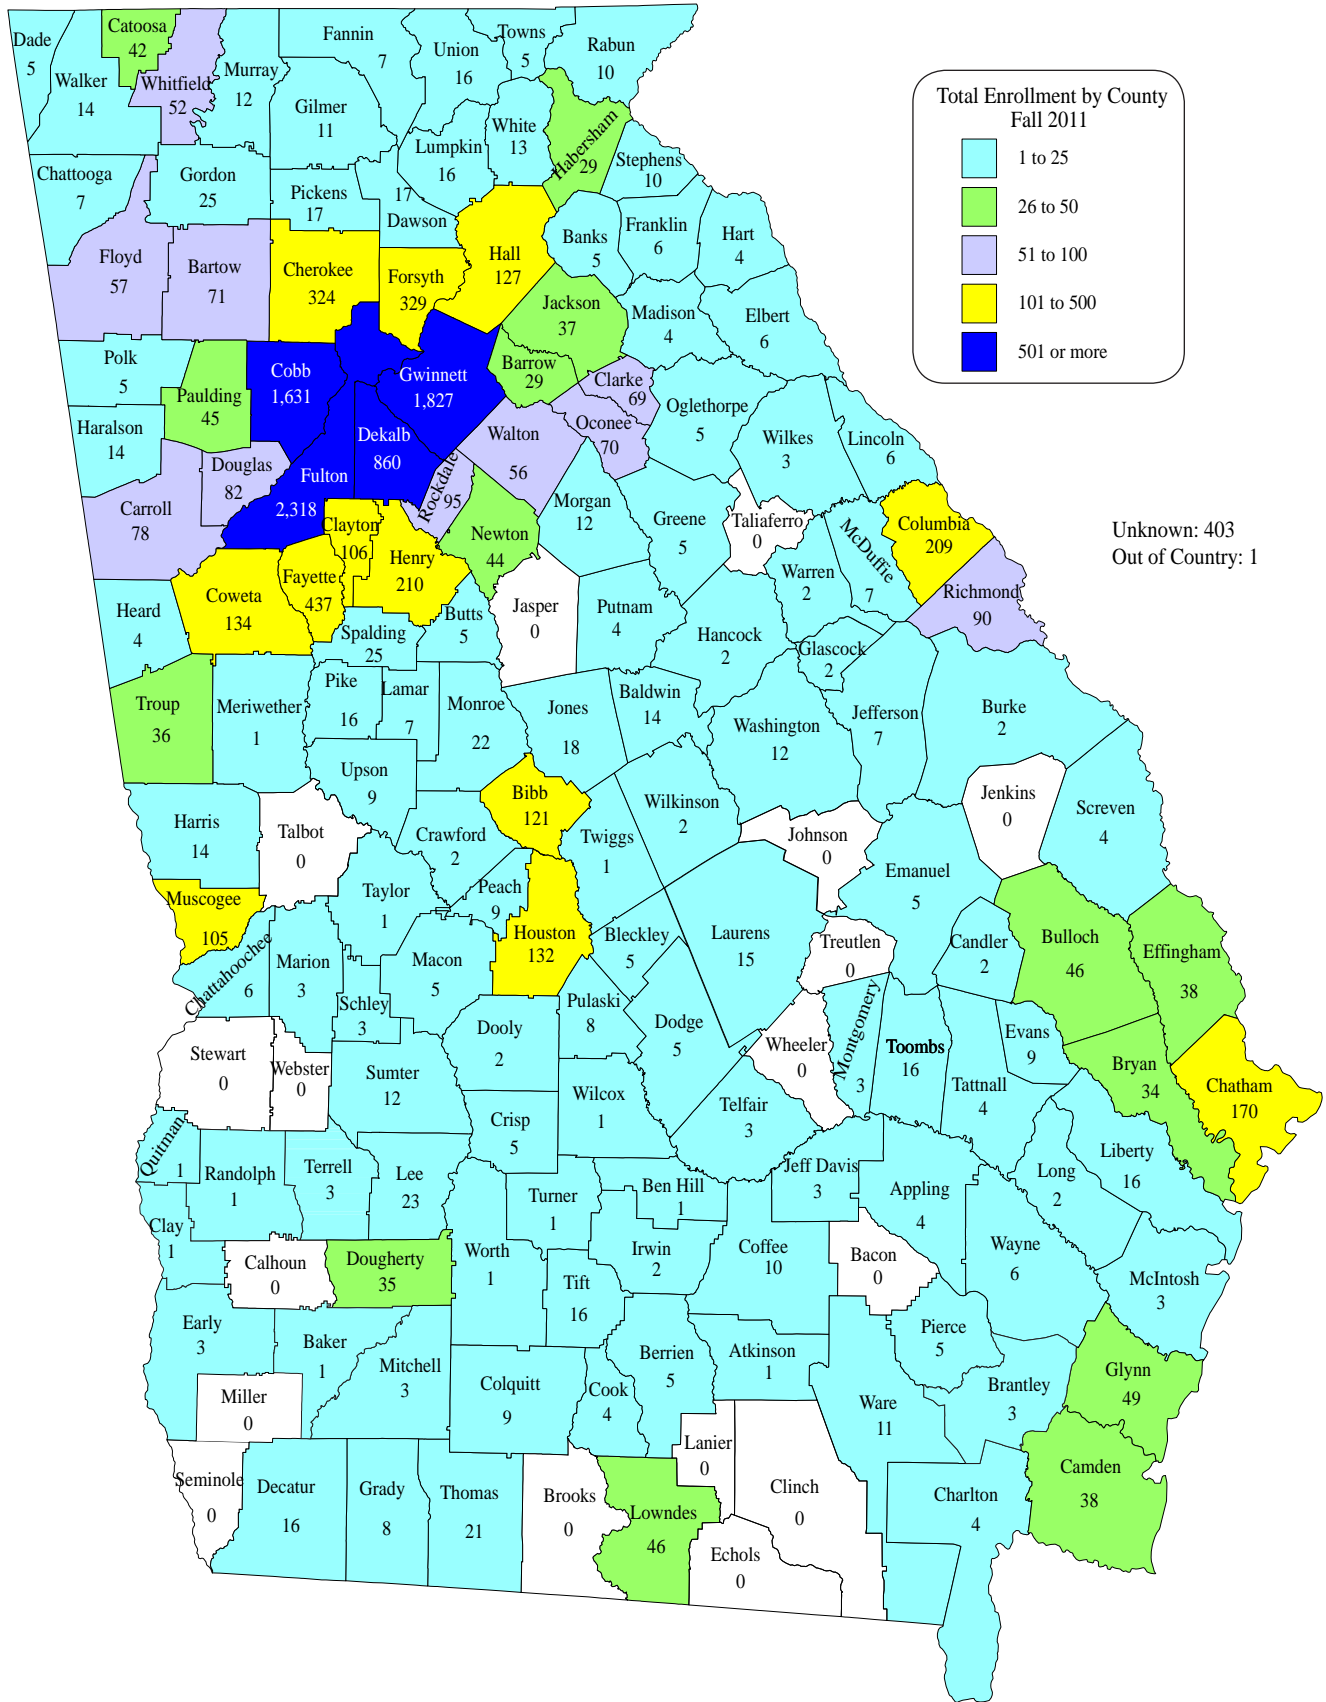 Total Enrollment by County
Fall 2011
1 to 25
26 to 50
51 to 100
101 to 500
501 or more
Unknown: 403
Out of Country: 1
Dade
5
Catoosa
42
Walker
14
Whitfield
52
Murray
12
Fannin
7
Gilmer
11
Union
16
Towns
5
Rabun
10
White
13
Lumpkin
16
Habersham
29
Stephens
10
Chattooga
7
Gordon
25
Pickens
17
17
Dawson
Floyd
57
Bartow
71
Cherokee
324
Forsyth
329
Hall
127
Banks
5
Franklin
6
Hart
4
Jackson
37
Madison
4
Elbert
6
Polk
5
Paulding
45
Cobb
1,631
Gwinnett
1,827
Barrow
29
Clarke
69
Oconee
70
Oglethorpe
5
Wilkes
3
Lincoln
6
Haralson
14
Douglas
82
Fulton
2,318
Dekalb
860
Rockdale
95
Walton
56
Morgan
12
Greene
5
Taliaferro
0
McDuffie
7
Columbia
209
Richmond
90
Carroll
78
Clayton
106
Henry
210
Newton
44
Fayette
437
Coweta
134
Heard
4
Spalding
25
Butts
5
Jasper
0
Putnam
4
Hancock
2
Warren
2
Glascock
2
Troup
36
Meriwether
1
Pike
16
Lamar
7
Monroe
22
Jones
18
Baldwin
14
Washington
12
Jefferson
7
Burke
2
Upson
9
Bibb
121
Wilkinson
2
Jenkins
0
Screven
4
Harris
14
Talbot
0
Crawford
2
Twiggs
1
Johnson
0
Emanuel
5
Muscogee
105
Taylor
1
Peach
9
Houston
132
Bleckley
5
Laurens
15
Treutlen
0
Candler
2
Bulloch
46
Effingham
38
Chattahoochee
6
Marion
3
Macon
5
Schley
3
Dooly
2
Pulaski
8
Dodge
5
Wheeler
0
Montgomery
3
Toombs
16
Tattnall
4
Evans
9
Bryan
34
Chatham
170
Stewart
0
Webster
0
Sumter
12
Crisp
5
Wilcox
1
Telfair
3
Quitman
1
Randolph
1
Terrell
3
Lee
23
Turner
1
Ben Hill
1
Jeff Davis
3
Appling
4
Long
2
Liberty
16
Clay
1
Calhoun
0
Dougherty
35
Worth
1
Tift
16
Irwin
2
Coffee
10
Bacon
0
Wayne
6
McIntosh
3
Early
3
Baker
1
Mitchell
3
Colquitt
9
Cook
4
Berrien
5
Atkinson
1
Pierce
5
Ware
11
Brantley
3
Glynn
49
Miller
0
Seminole
0
Decatur
16
Grady
8
Thomas
21
Brooks
0
Lowndes
46
Lanier
0
Clinch
0
Echols
0
Charlton
4
Camden
38